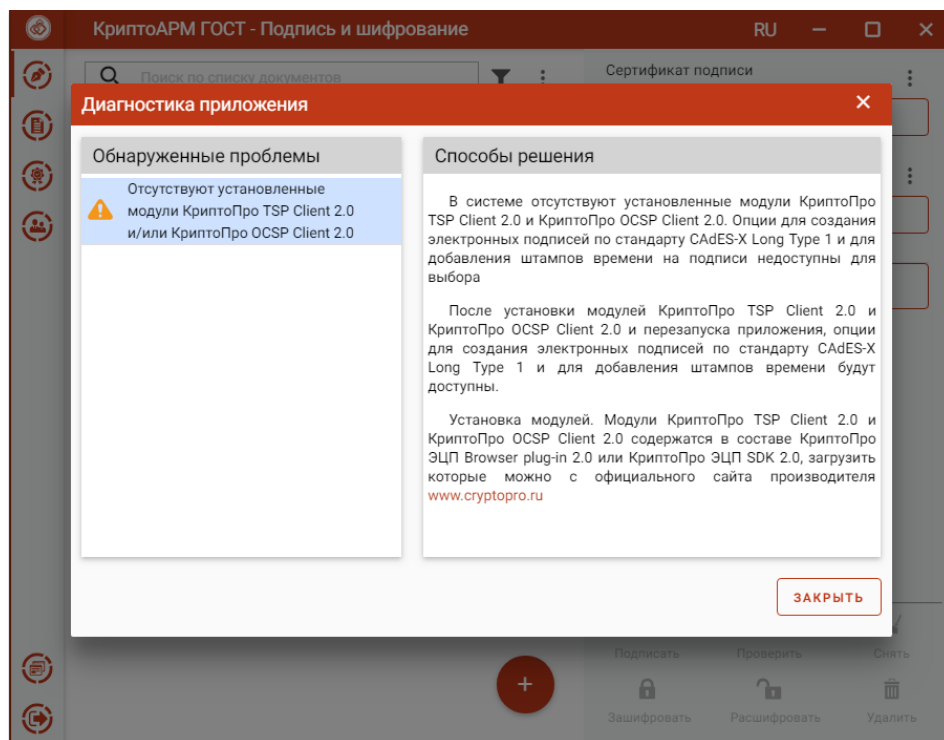 КриптоАРМ ГОСТ - Подпись и шифрование
RU
Поиск по списку документов
Сертификат подписи
Диагностика приложения
Обнаруженные проблемы
Отсутствуют установленные
модули КриптоПро TSP Client 2.0
и/или КриптоПро OCSP Client 2.0
Способы решения
В системе отсутствуют установленные модули КриптоПро
TSP Client 2.0 и КриптоПро OCSP Client 2.0. Опции для создания
электронных подписей по стандарту CAdES-X Long Type 1 и для
добавления штампов времени на подписи недоступны для
выбора
После установки модулей КриптоПро TSP Client 2.0 и
КриптоПро OCSP Client 2.0 и перезапуска приложения, опции
для создания электронных подписей по стандарту CAdES-X
Long Type 1 и для добавления штампов времени будут
доступны.
Установка модулей. Модули КриптоПро TSP Client 2.0 и
КриптоПро OCSP Client 2.0 содержатся в составе КриптоПро
ЭЦП Browser plug-in 2.0 или КриптоПро ЭЦП SDK 2.0, загрузить
которые можно с официального сайта производителя
www.cryptopro.ru
ЗАКРЫТЬ
Подписать Проверить Снять
Зашифровать Расшифровать Удалить